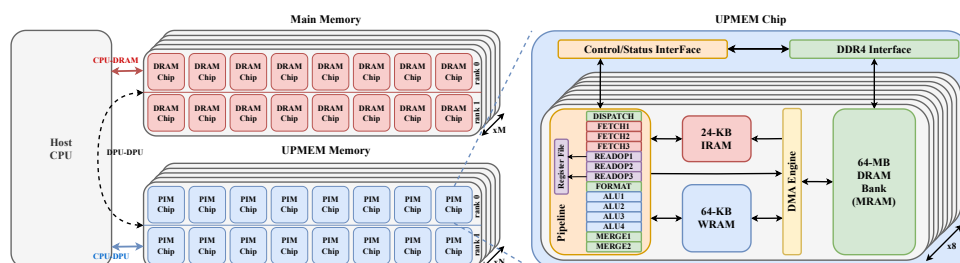 Main Memory
UPMEM Chip
Host
CPU
CPU-DRAM
DPU-DPU
CPU-DPU
DRAM Chip DRAM Chip DRAM Chip DRAM Chip DRAM Chip DRAM Chip DRAM Chip DRAM Chip
rank 0
DRAM Chip DRAM Chip DRAM Chip DRAM Chip DRAM Chip DRAM Chip DRAM Chip DRAM Chip
rank 1
xM
UPMEM Memory
PIM Chip PIM Chip PIM Chip PIM Chip PIM Chip PIM Chip PIM Chip PIM Chip
rank 0
PIM Chip PIM Chip PIM Chip PIM Chip PIM Chip PIM Chip PIM Chip PIM Chip
rank 4
xN
Control/Status InterFace
DDR4 Interface
Pipeline
Register File
DISPATCH
FETCH1
FETCH2
FETCH3
READOP1
READOP2
READOP3
FORMAT
ALU1
ALU2
ALU3
ALU4
MERGE1
MERGE2
24-KB
IRAM
64-KB
WRAM
DMA Engine
64-MB
DRAM
Bank
(MRAM)
x8